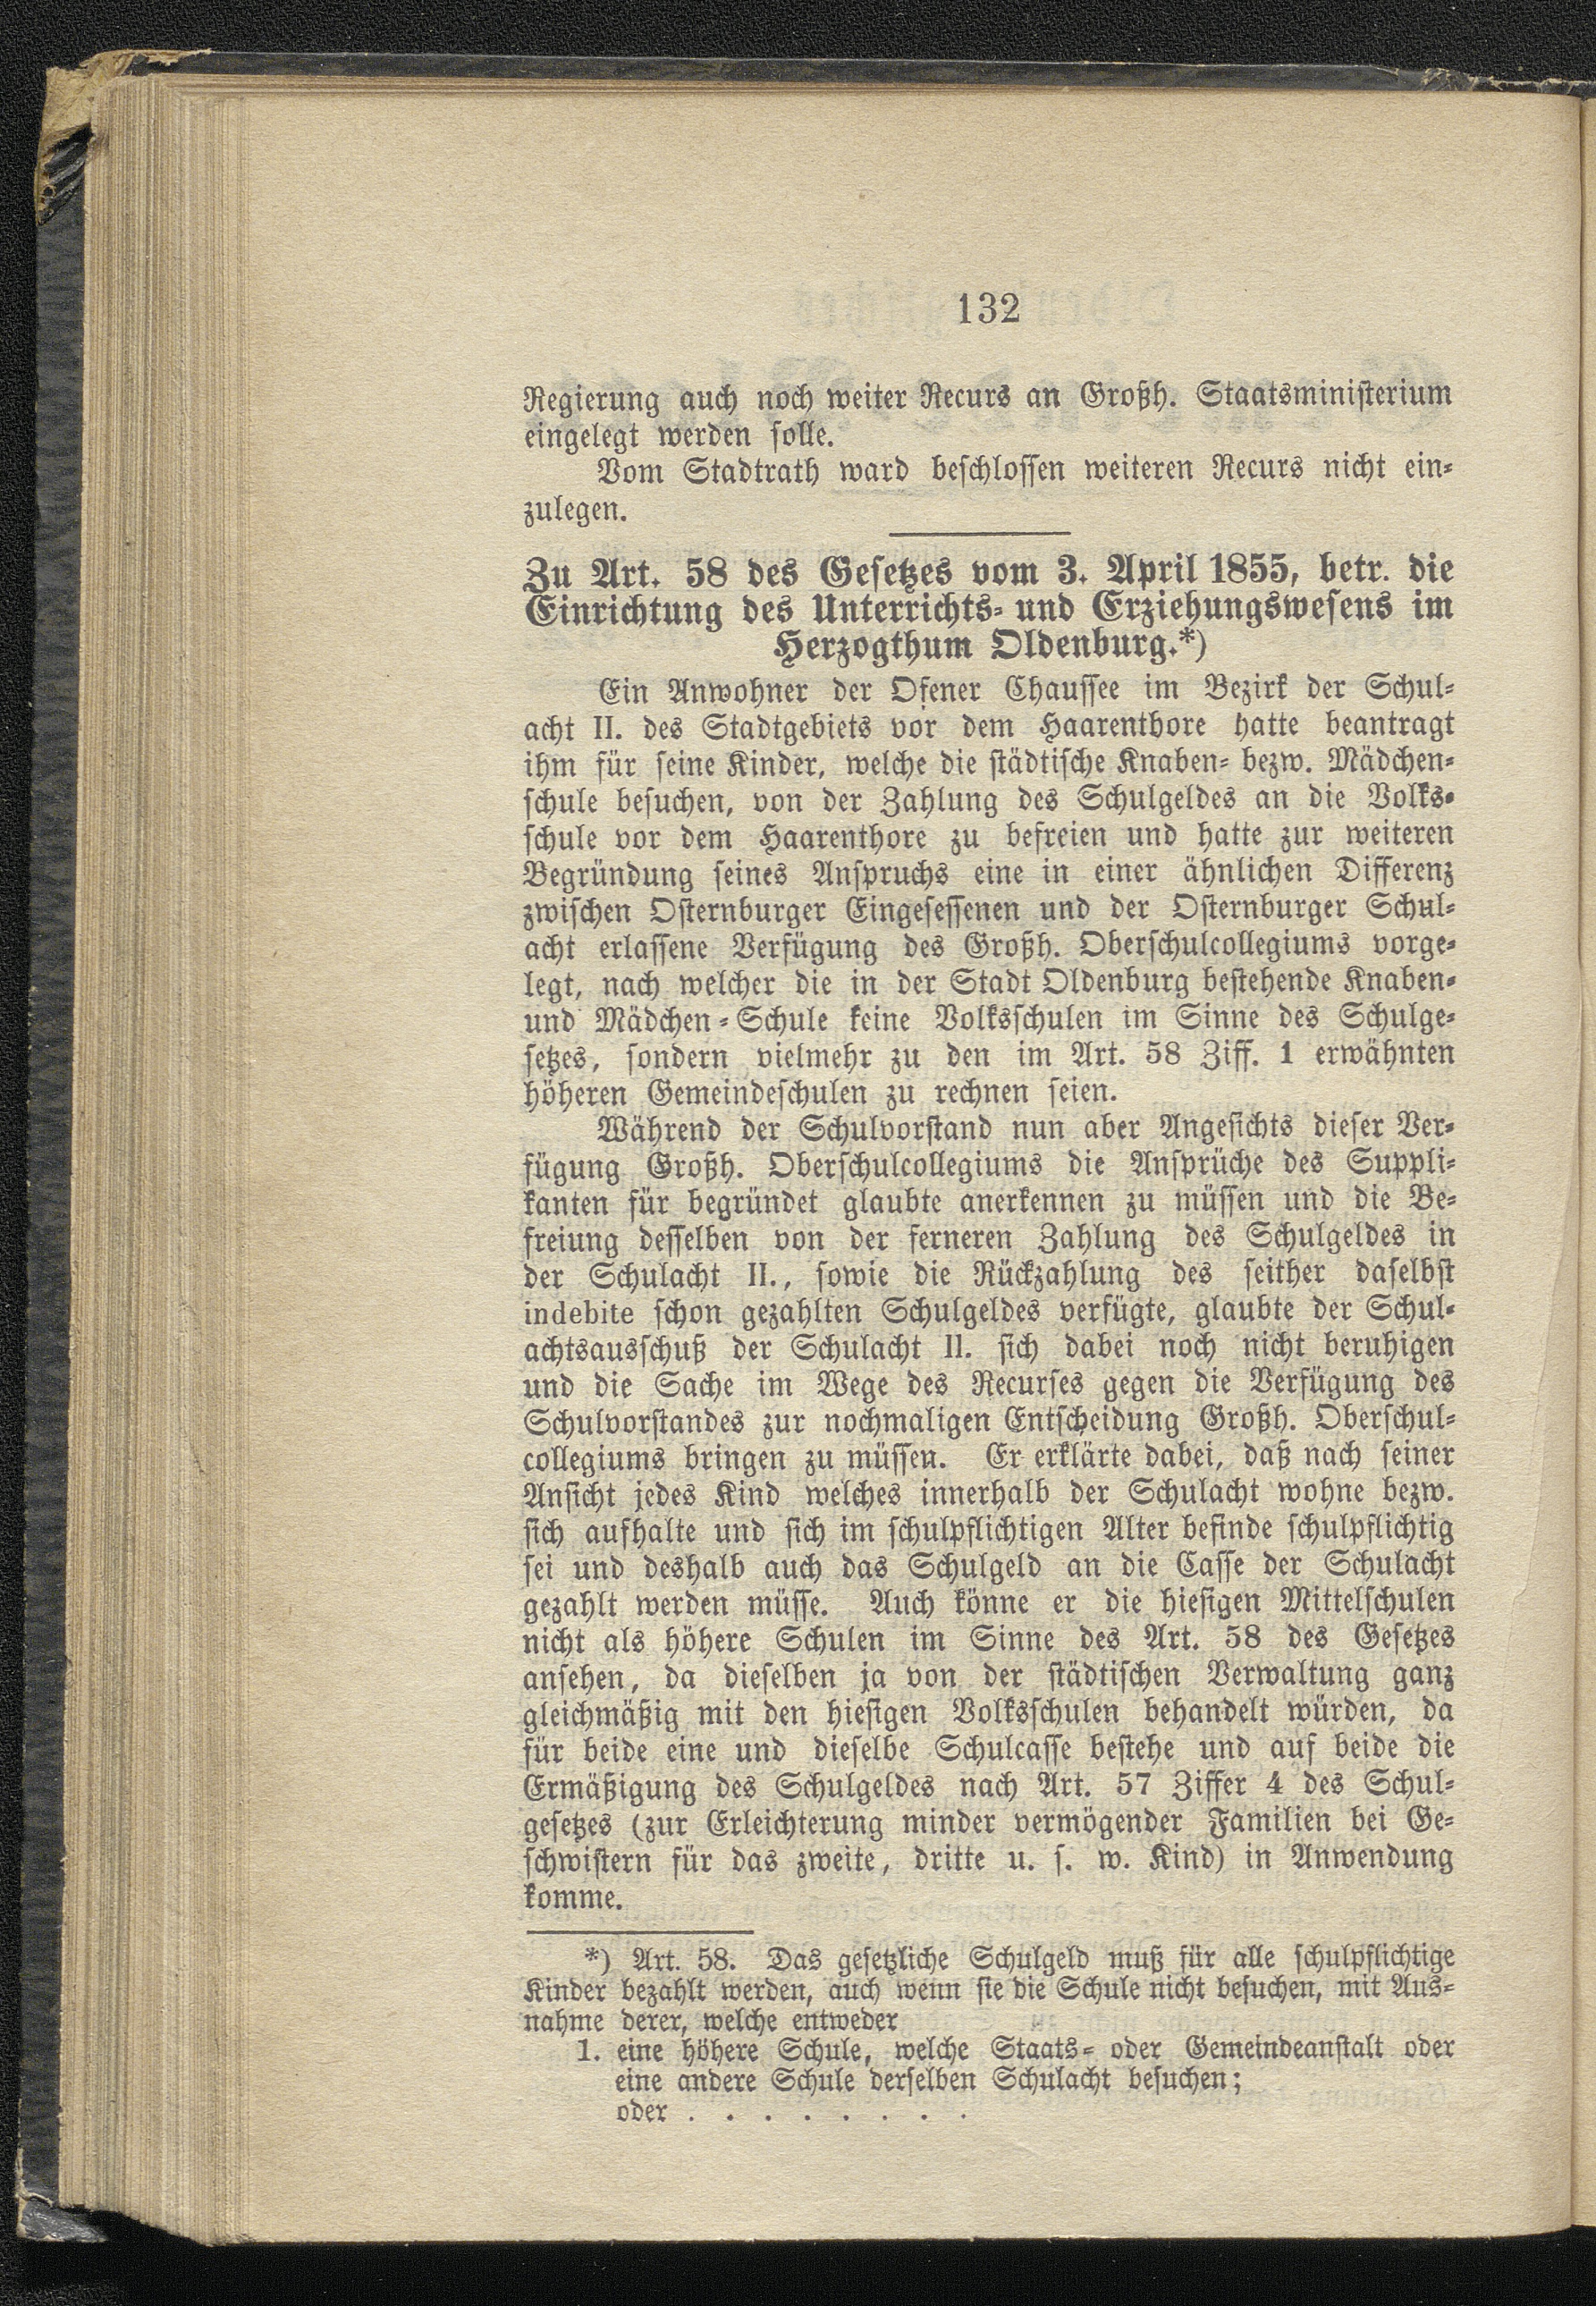 132
Regierung auch noch weiter Recurs an Großh. Staatsministerium
eingelegt werden solle.
Vom Stadtrath ward beschlossen weiteren Recurs nicht ein-
zulegen.
Zu Art. 58 des Gesetzes vom 3. April 1855, betr. die
Einrichtung des Unterrichts- und Erziehungswesens im
Herzogthum Oldenburg.*)
Ein Anwohner der Ofener Chaussee im Bezirk der Schul-
acht II. des Stadtgebiets vor dem Haarenthore hatte beantragt
ihm für seine Kinder, welche die städtische Knaben- bezw. Mädchen-
schule besuchen, von der Zahlung des Schulgeldes an die Volks-
schule vor dem Haarenthore zu befreien und hatte zur weiteren
Begründung seines Anspruchs eine in einer ähnlichen Differenz
zwischen Osternburger Eingesessenen und der Osternburger Schul-
acht erlassene Verfügung des Großh. Oberschulcollegiums vorge-
legt, nach welcher die in der Stadt Oldenburg bestehende Knaben-
und Mädchen-Schule keine Volksschulen im Sinne des Schulge-
setzes, sondern vielmehr zu den im Art. 58 Ziff. 1 erwähnten
höheren Gemeindeschulen zu rechnen seien.
Während der Schulvorstand nun aber Angesichts dieser Ver-
fügung Großh. Oberschulcollegiums die Ansprüche des Suppli-
kanten für begründet glaubte anerkennen zu müssen und die Be-
freiung desselben von der ferneren Zahlung des Schulgeldes in
der Schulacht II., sowie die Rückzahlung des seither daselbst
indebite schon gezahlten Schulgeldes verfügte, glaubte der Schul-
achtsausschuß der Schulacht II. sich dabei noch nicht beruhigen
und die Sache im Wege des Recurses gegen die Verfügung des
Schulvorstandes zur nochmaligen Entscheidung Großh. Oberschul-
collegiums bringen zu müssen. Er erklärte dabei, daß nach seiner
Ansicht jedes Kind welches innerhalb der Schulacht wohne bezw.
sich aufhalte und sich im schulpflichtigen Alter befinde schulpflichtig
sei und deshalb auch das Schulgeld an die Casse der Schulacht
gezahlt werden müsse. Auch könne er die hiesigen Mittelschulen
nicht als höhere Schulen im Sinne des Art. 58 des Gesetzes
ansehen, da dieselben ja von der städtischen Verwaltung ganz
gleichmäßig mit den hiesigen Volksschulen behandelt würden, da
für beide eine und dieselbe Schulcasse bestehe und auf beide die
Ermäßigung des Schulgeldes nach Art. 57 Ziffer 4 des Schul-
gesetzes (zur Erleichterung minder vermögender Familien bei Ge-
schwistern für das zweite, dritte u. s. w. Kind) in Anwendung
komme.
*) Art. 58. Das gesetzliche Schulgeld muß für alle schulpflichtige
Kinder bezahlt werden, auch wenn sie die Schule nicht besuchen, mit Aus-
nahme derer, welche entweder
1. eine höhere Schule, welche Staats- oder Gemeindeanstalt oder
eine andere Schule derselben Schulacht besuchen;
oder . . . . . . . .